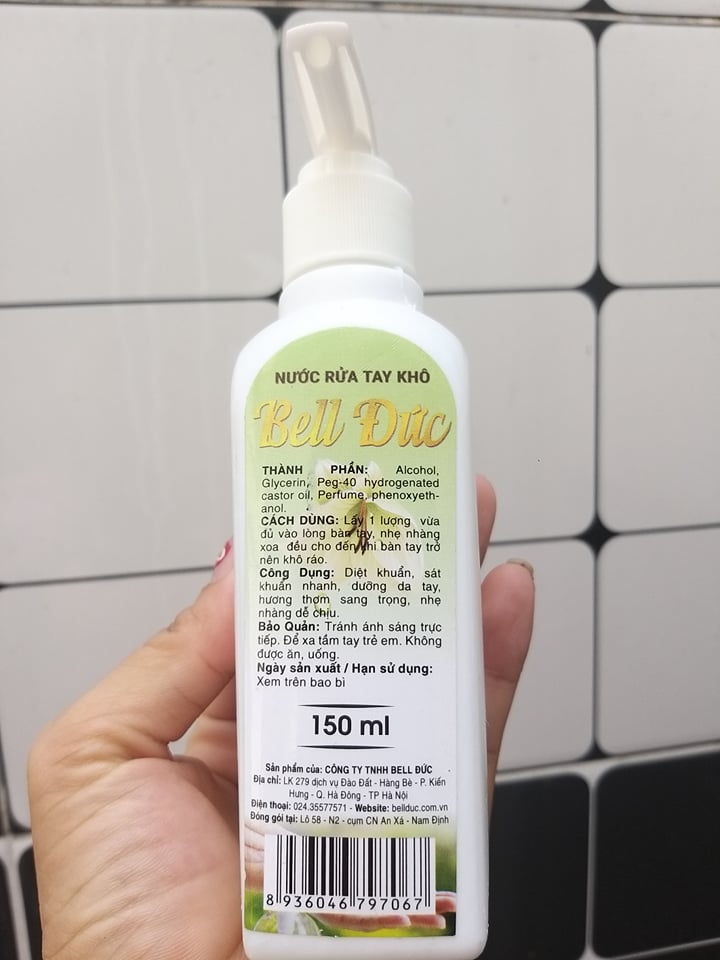 NƯỚC RỬA TAY KHÔ
Bell Đức
THÀNH PHẦN: Alcohol,
Glycerin, Peg-40 hydrogenated
castor oil, Perfume, phenoxyeth-
anol.
CÁCH DÙNG: Lấy 1 lượng vừa
đủ vào lòng bàn tay, nhẹ nhàng
xoa đều cho đến khi bàn tay trở
nên khô ráo.
Công Dụng: Diệt khuẩn, sát
khuẩn nhanh, dưỡng da tay,
hương thơm sang trọng, nhẹ
nhàng dễ chịu.
Bảo Quản: Tránh ánh sáng trực
tiếp. Để xa tầm tay trẻ em. Không
được ăn, uống.
Ngày sản xuất / Hạn sử dụng:
Xem trên bao bì
150 ml
Sản phẩm của: CÔNG TY TNHH BELL ĐỨC
Địa chỉ: LK 279 dịch vụ Đào Đất - Hàng Bè - P. Kiến
Hưng - Q. Hà Đông - TP Hà Nội
Điện thoại: 024.35577571 - Website: bellduc.com.vn
Đóng gói tại: Lô 58 - N2 - cụm CN An Xá - Nam Định
8 936046 797067